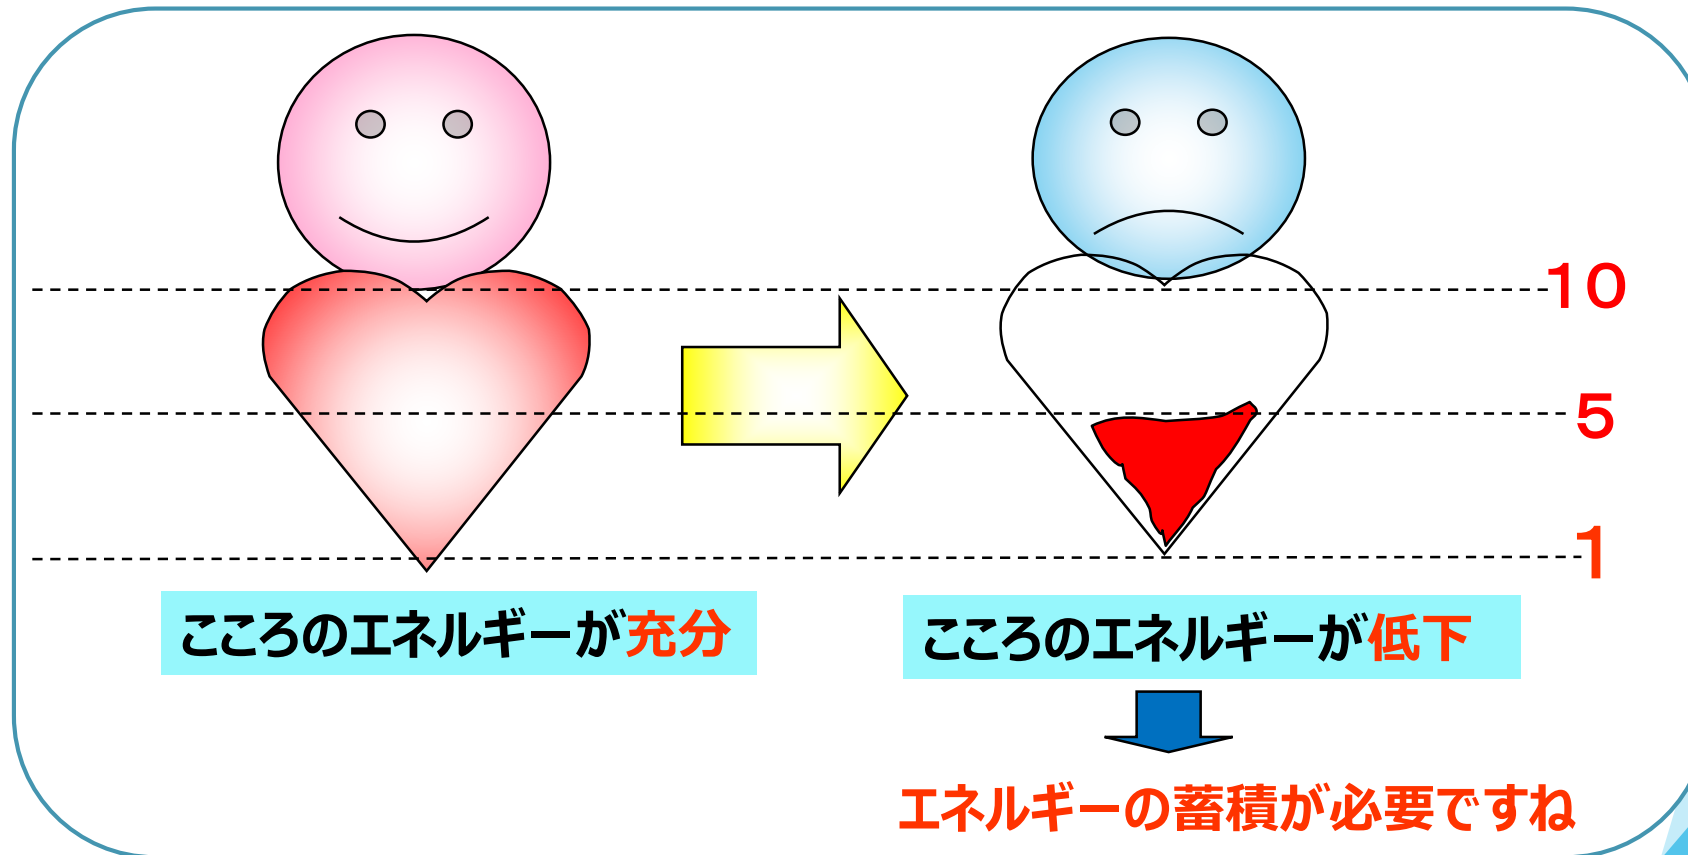 10
5
1
こころのエネルギーが充分
こころのエネルギーが低下
エネルギーの蓄積が必要ですね